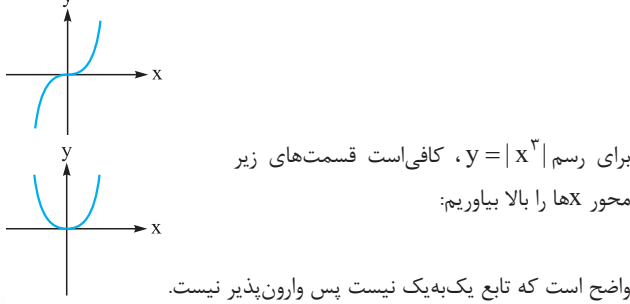 y
x
برای رسم y = | x³ | ، کافی‌است قسمت‌های زیر
محور xها را بالا بیاوریم:
y
x
واضح است که تابع یک‌به‌یک نیست پس وارون‌پذیر نیست.